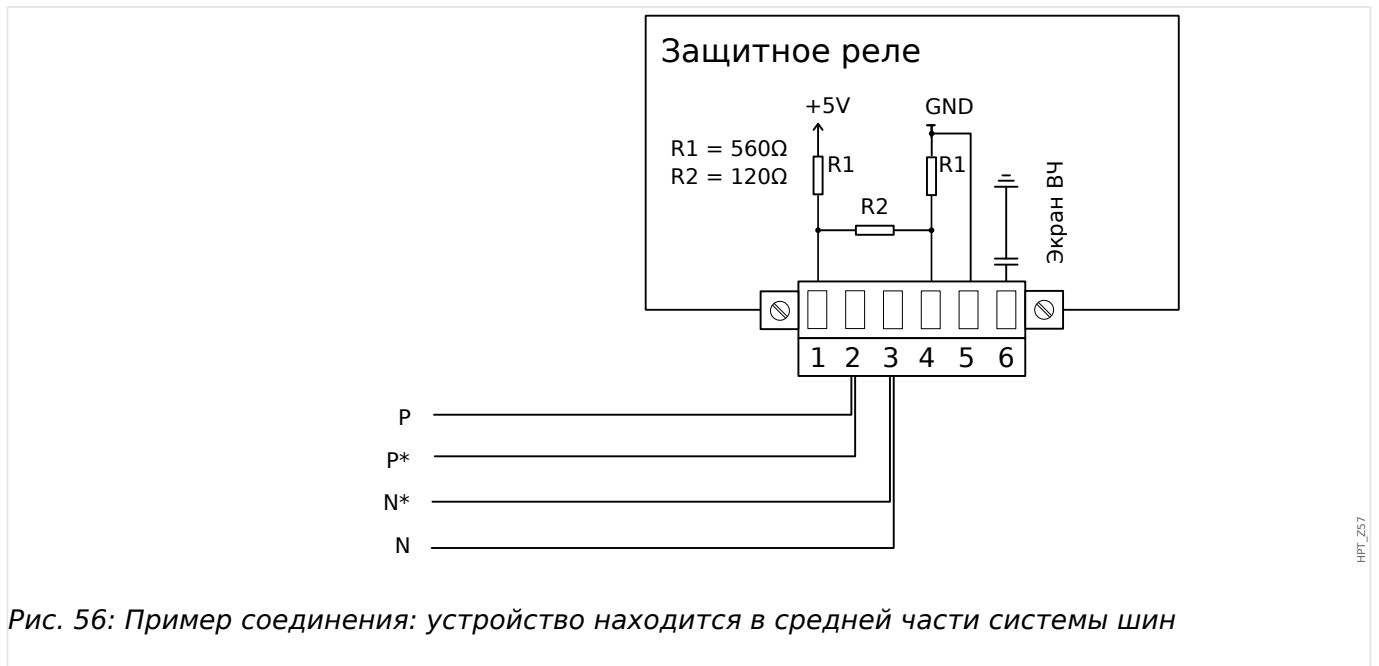 Защитное реле
+5V
GND
R1 = 560Ω
R2 = 120Ω
R1
R1
R2
Экран ВЧ
1 2 3 4 5 6
P
P*
N*
N
HPT_Z57
Рис. 56: Пример соединения: устройство находится в средней части системы шин